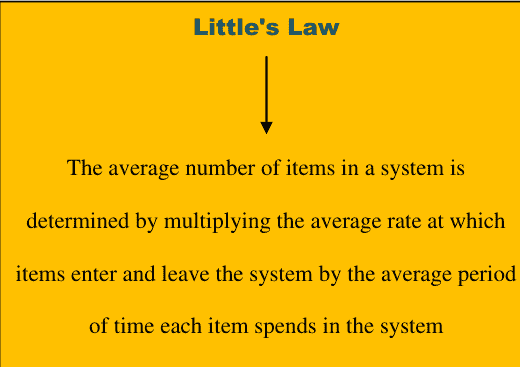 Little's Law
The average number of items in a system is
determined by multiplying the average rate at which
items enter and leave the system by the average period
of time each item spends in the system